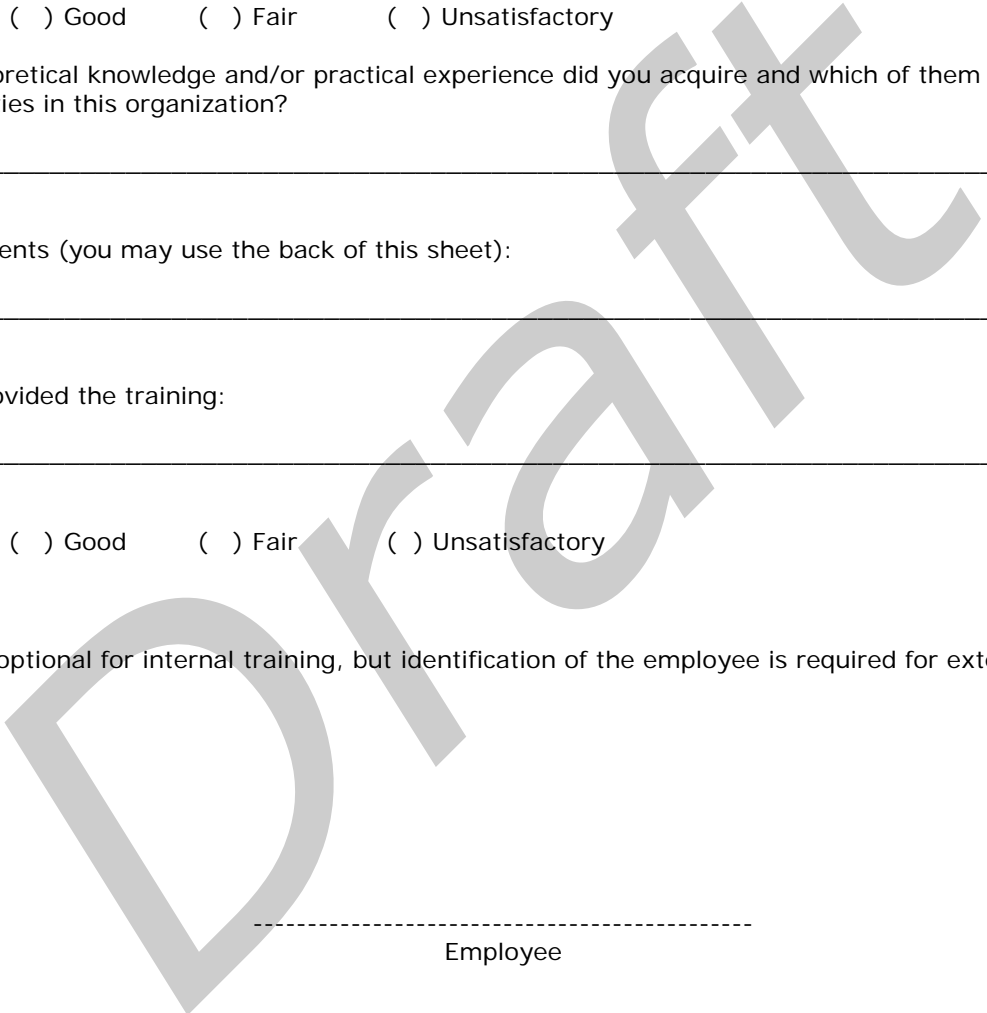 ( ) Good ( ) Fair ( ) Unsatisfactory
oretical knowledge and/or practical experience did you acquire and which of them
ies in this organization?
ents (you may use the back of this sheet):
ovided the training:
( ) Good ( ) Fair ( ) Unsatisfactory
optional for internal training, but identification of the employee is required for exte
Employee
Draft